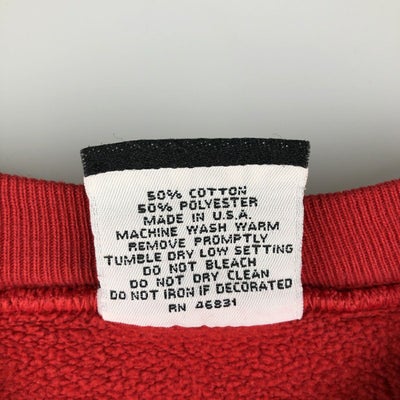 50% COTTON
50% POLYESTER
MADE IN U.S.A.
MACHINE WASH WARM
REMOVE PROMPTLY
TUMBLE DRY LOW SETTING
DO NOT BLEACH
DO NOT DRY CLEAN
DO NOT IRON IF DECORATED
RN 46831